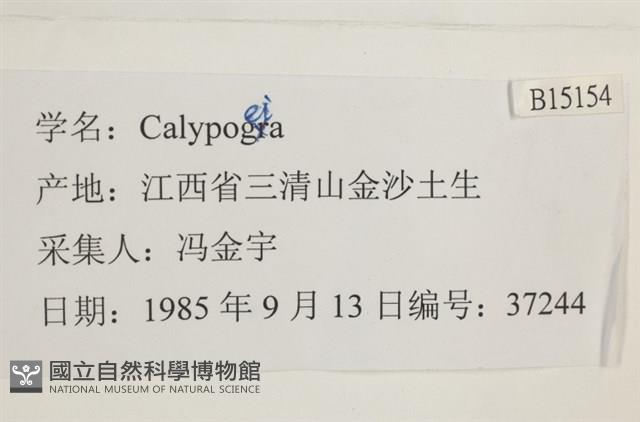 B15154
学名：Calypogra
ei
产地：江西省三清山金沙土生
采集人：冯金宇
日期：1985 年 9 月 13 日编号：37244
國立自然科學博物館
NATIONAL MUSEUM OF NATURAL SCIENCE